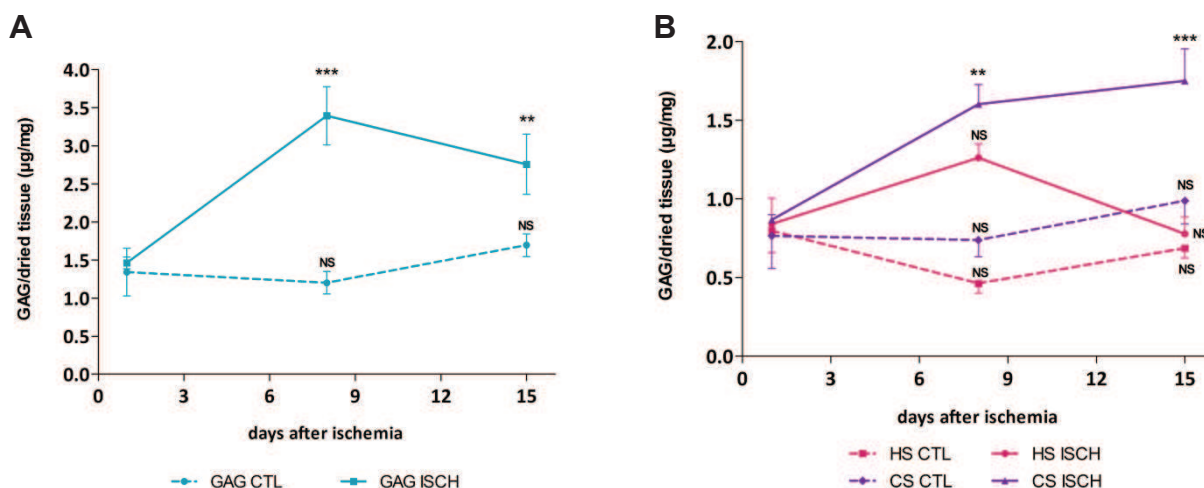 A
GAG/dried tissue (µg/mg)
4.0
3.5
3.0
2.5
2.0
1.5
1.0
0.5
0.0
***
**
NS
NS
0 3 6 9 12 15
days after ischemia
GAG CTL GAG ISCH
B
GAG/dried tissue (µg/mg)
2.0
1.5
1.0
0.5
0.0
***
**
NS
NS
NS
NS
NS
NS
0 3 6 9 12 15
days after ischemia
HS CTL HS ISCH
CS CTL CS ISCH